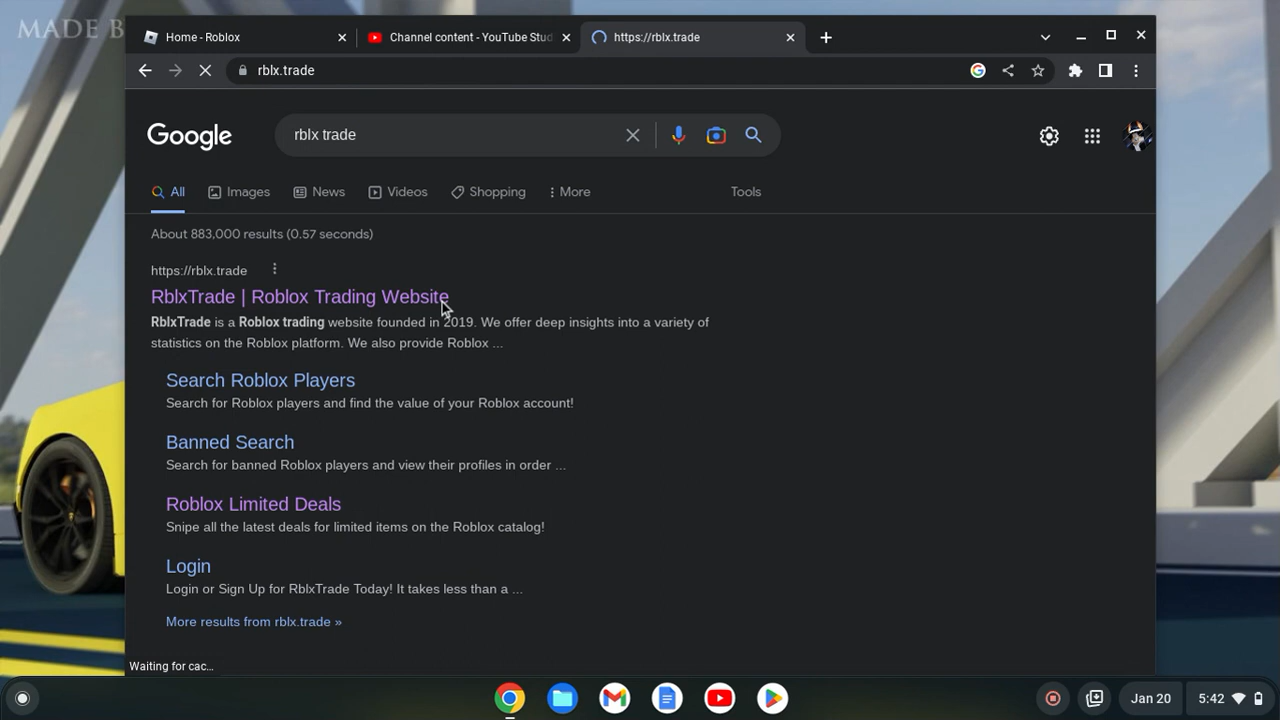 MADE B
Home - Roblox
Channel content - YouTube Stud
https://rblx.trade
rblx.trade
Google
rblx trade
All
Images
News
Videos
Shopping
More
Tools
About 883,000 results (0.57 seconds)
https://rblx.trade
RblxTrade | Roblox Trading Website
RblxTrade is a Roblox trading website founded in 2019. We offer deep insights into a variety of
statistics on the Roblox platform. We also provide Roblox ...
Search Roblox Players
Search for Roblox players and find the value of your Roblox account!
Banned Search
Search for banned Roblox players and view their profiles in order ...
Roblox Limited Deals
Snipe all the latest deals for limited items on the Roblox catalog!
Login
Login or Sign Up for RblxTrade Today! It takes less than a ...
More results from rblx.trade »
Waiting for cac...
Jan 20
5:42